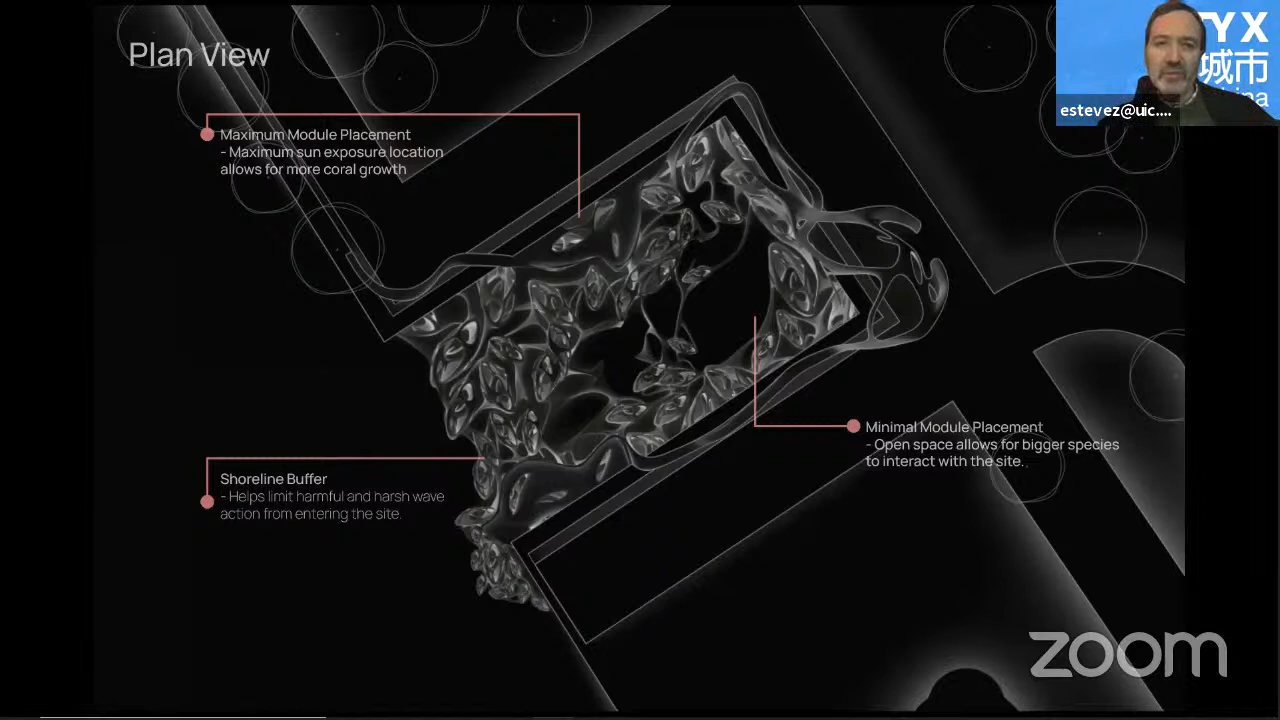 Plan View
Maximum Module Placement
- Maximum sun exposure location
allows for more coral growth
Shoreline Buffer
- Helps limit harmful and harsh wave
action from entering the site.
Minimal Module Placement
- Open space allows for bigger species
to interact with the site.
YX
城市
estevez@uic....
zoom